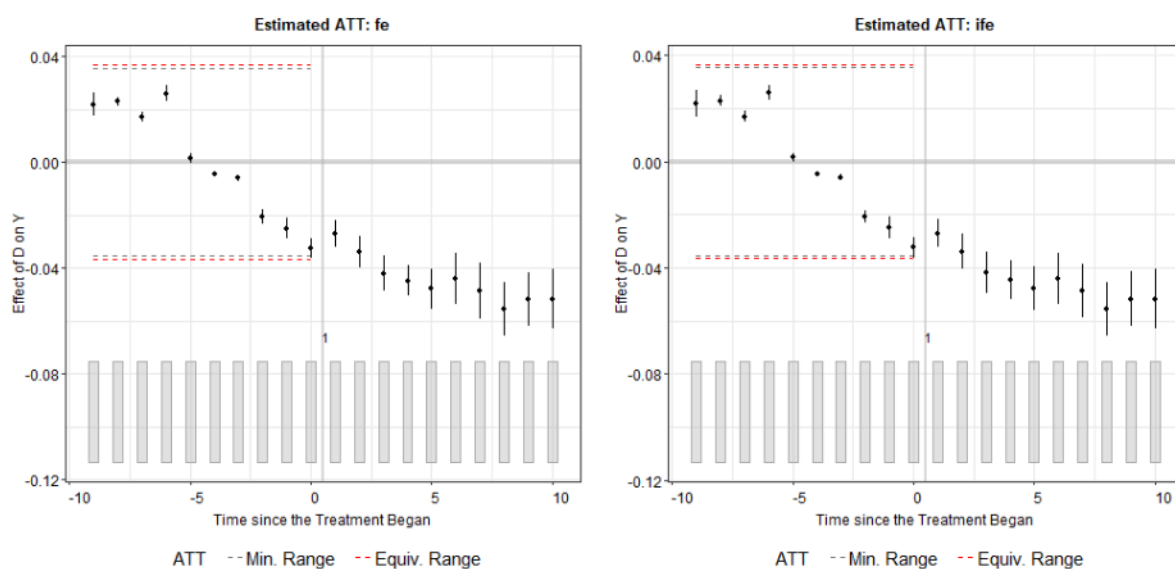 Estimated ATT: fe
0.04
0.00
-0.04
-0.08
-0.12
Effect of D on Y
1
-10
-5
0
5
10
Time since the Treatment Began
ATT Min. Range Equiv. Range
Estimated ATT: ife
0.04
0.00
-0.04
-0.08
-0.12
Effect of D on Y
1
-10
-5
0
5
10
Time since the Treatment Began
ATT Min. Range Equiv. Range